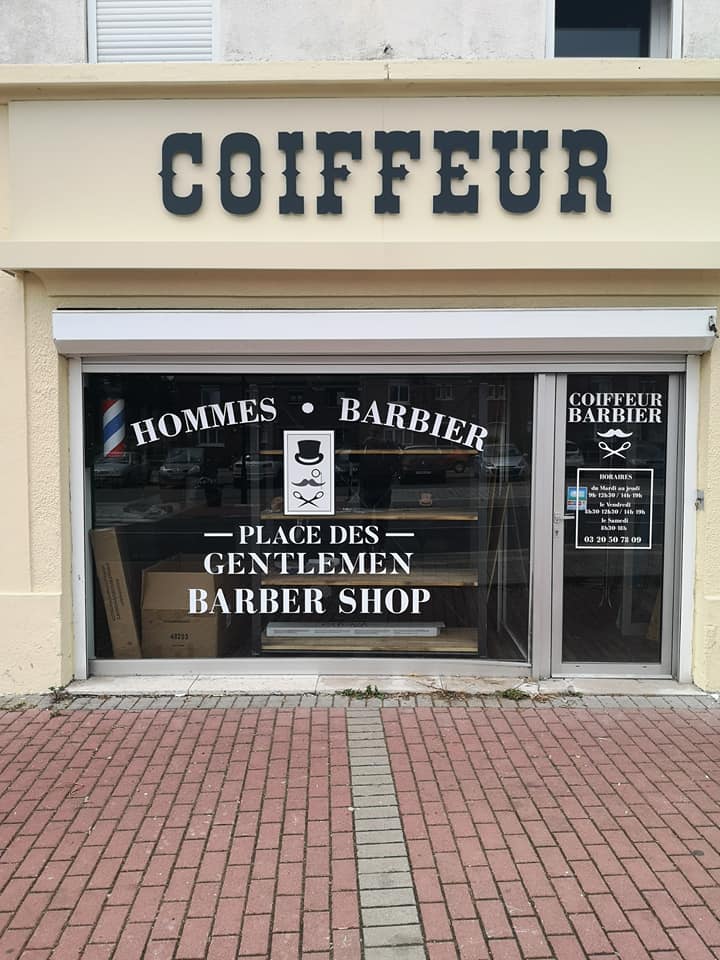 COIFFEUR
HOMMES • BARBIER
PLACE DES
GENTLEMEN
BARBER SHOP
COIFFEUR
BARBIER
HORAIRES
du Mardi au jeudi
9h-12h30 / 14h-19h
le Vendredi
8h30-12h30 / 14h-19h
le Samedi
8h30-18h
03 20 50 78 09